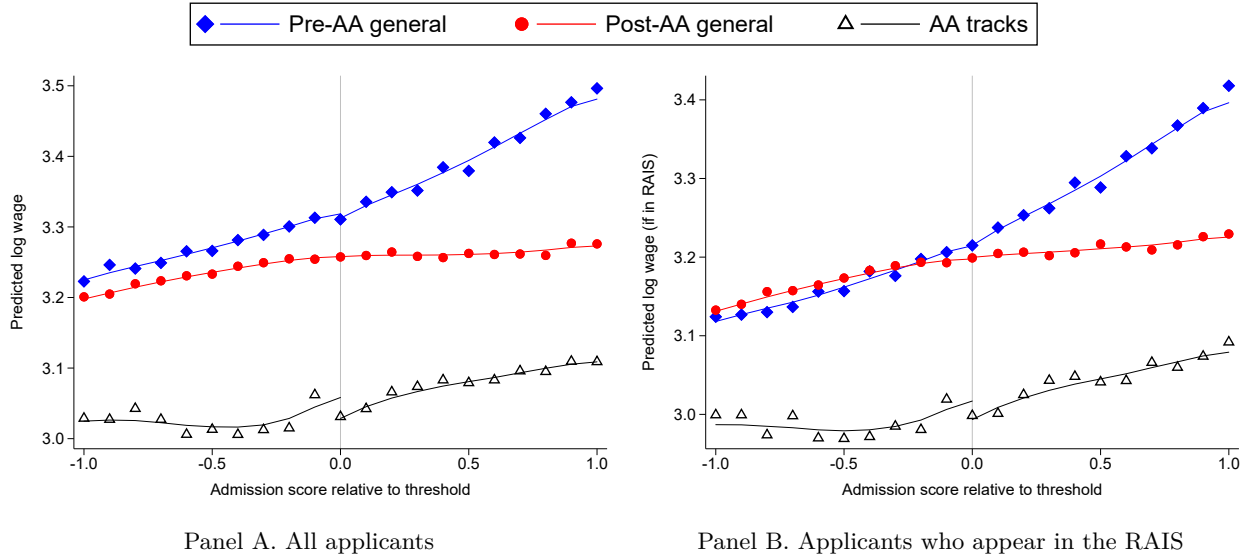 Pre-AA general Post-AA general AA tracks
Predicted log wage
3.5
3.4
3.3
3.2
3.1
3.0
-1.0 -0.5 0.0 0.5 1.0
Admission score relative to threshold
Panel A. All applicants
Predicted log wage (if in RAIS)
3.4
3.3
3.2
3.1
3.0
-1.0 -0.5 0.0 0.5 1.0
Admission score relative to threshold
Panel B. Applicants who appear in the RAIS